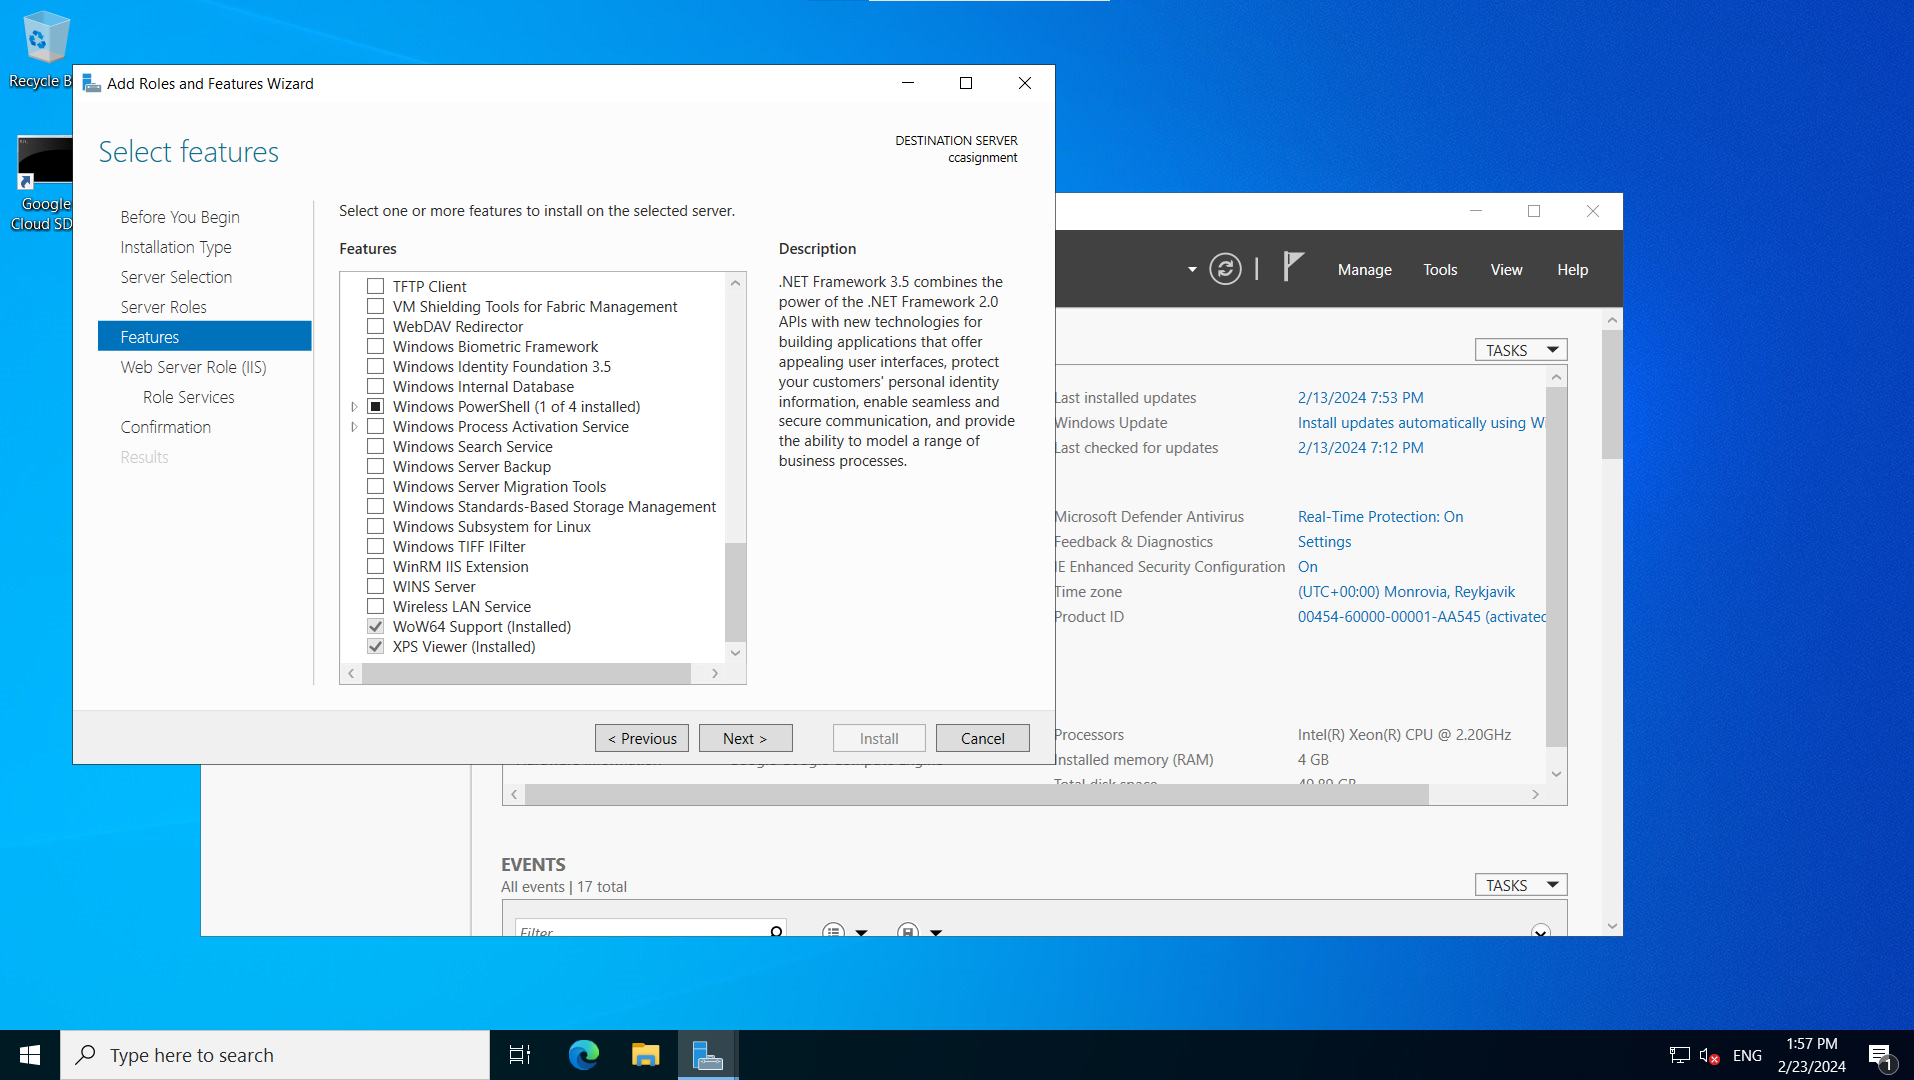 Recycle B
Google
Cloud SD
Add Roles and Features Wizard
Select features
DESTINATION SERVER
ccasignment
Before You Begin
Installation Type
Server Selection
Server Roles
Features
Web Server Role (IIS)
Role Services
Confirmation
Results
Select one or more features to install on the selected server.
Features
TFTP Client
VM Shielding Tools for Fabric Management
WebDAV Redirector
Windows Biometric Framework
Windows Identity Foundation 3.5
Windows Internal Database
Windows PowerShell (1 of 4 installed)
Windows Process Activation Service
Windows Search Service
Windows Server Backup
Windows Server Migration Tools
Windows Standards-Based Storage Management
Windows Subsystem for Linux
Windows TIFF IFilter
WinRM IIS Extension
WINS Server
Wireless LAN Service
WoW64 Support (Installed)
XPS Viewer (Installed)
Description
.NET Framework 3.5 combines the
power of the .NET Framework 2.0
APIs with new technologies for
building applications that offer
appealing user interfaces, protect
your customers' personal identity
information, enable seamless and
secure communication, and provide
the ability to model a range of
business processes.
< Previous
Next >
Install
Cancel
Manage
Tools
View
Help
TASKS
Last installed updates 2/13/2024 7:53 PM
Windows Update Install updates automatically using Wi
Last checked for updates 2/13/2024 7:12 PM
Microsoft Defender Antivirus Real-Time Protection: On
Feedback & Diagnostics Settings
IE Enhanced Security Configuration On
Time zone (UTC+00:00) Monrovia, Reykjavik
Product ID 00454-60000-00001-AA545 (activated
Processors Intel(R) Xeon(R) CPU @ 2.20GHz
Installed memory (RAM) 4 GB
Total disk space 49.89 GB
EVENTS
All events | 17 total
TASKS
Filter
Type here to search
ENG
1:57 PM
2/23/2024
1